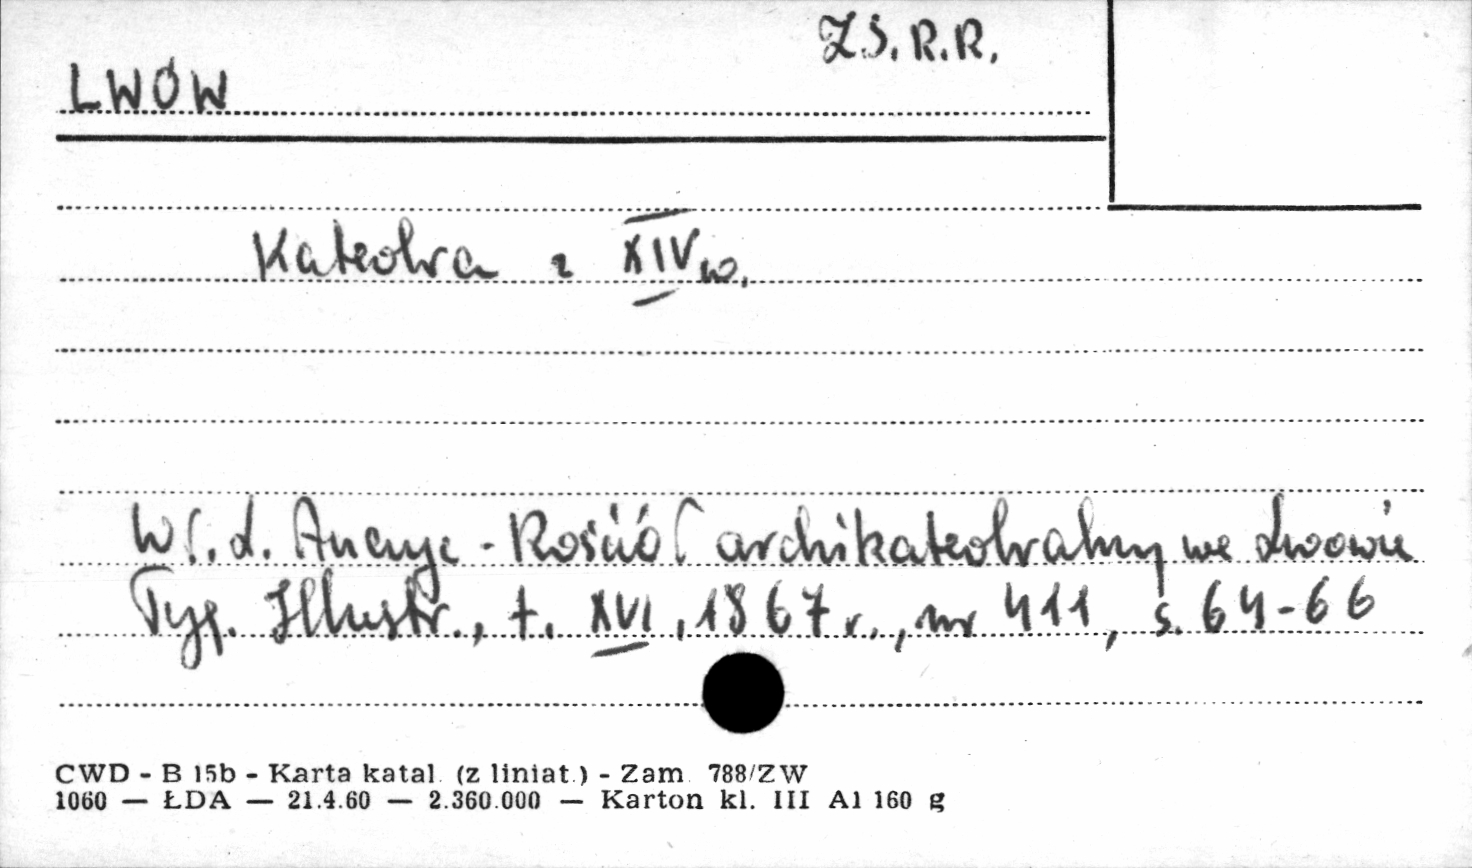 Z.S.R.R.
LWÓW
Katedra z XIV w.
Wł. L. Anczyc - Kościół archikatedralny we Lwowie
Tyg. Illustr., t. XVI, 1867 r., nr 411, s. 64-66
CWD - B 15b - Karta katal. (z liniat.) - Zam. 788/ZW
1060 — ŁDA — 21.4.60 — 2.360.000 — Karton kl. III A1 160 g